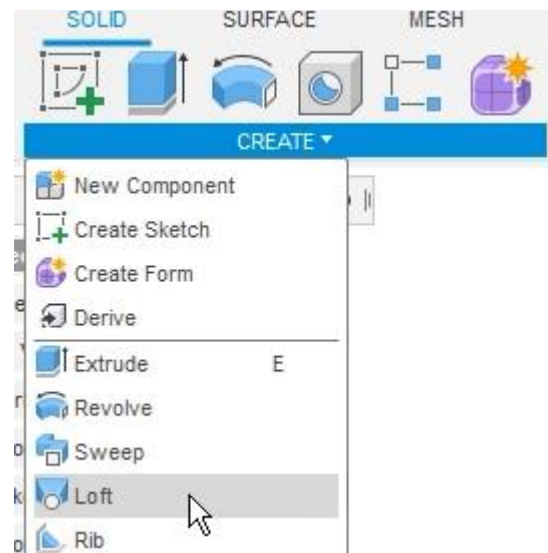 SOLID SURFACE MESH
CREATE
New Component
Create Sketch
Create Form
Derive
Extrude E
Revolve
Sweep
Loft
Rib